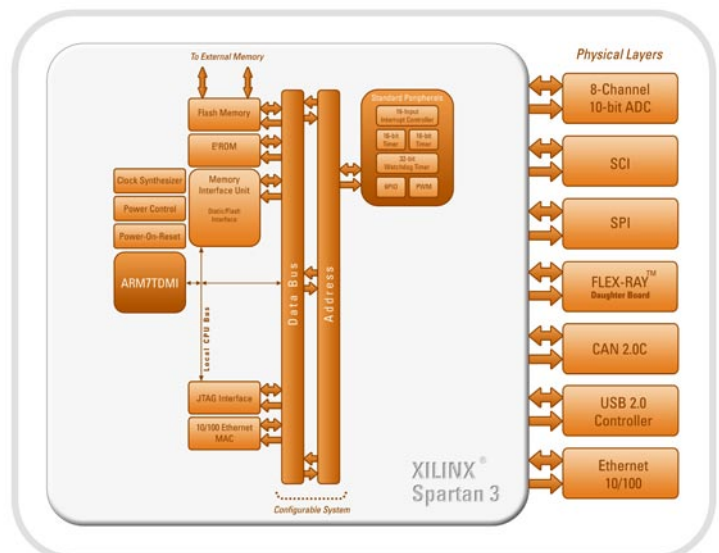 To External Memory
Physical Layers
Flash Memory
E²ROM
Clock Synthesizer
Power Control
Power-On-Reset
Memory
Interface Unit
Static/Flash
Interface
ARM7TDMI
Local CPU Bus
JTAG Interface
10/100 Ethernet
MAC
Data Bus
Address
Configurable System
Standard Peripherals
16-Input
Interrupt Controller
16-bit
Timer
16-bit
Timer
32-bit
Watchdog Timer
GPIO
PWM
XILINX®
Spartan 3
8-Channel
10-bit ADC
SCI
SPI
FLEX-RAY™
Daughter Board
CAN 2.0C
USB 2.0
Controller
Ethernet
10/100